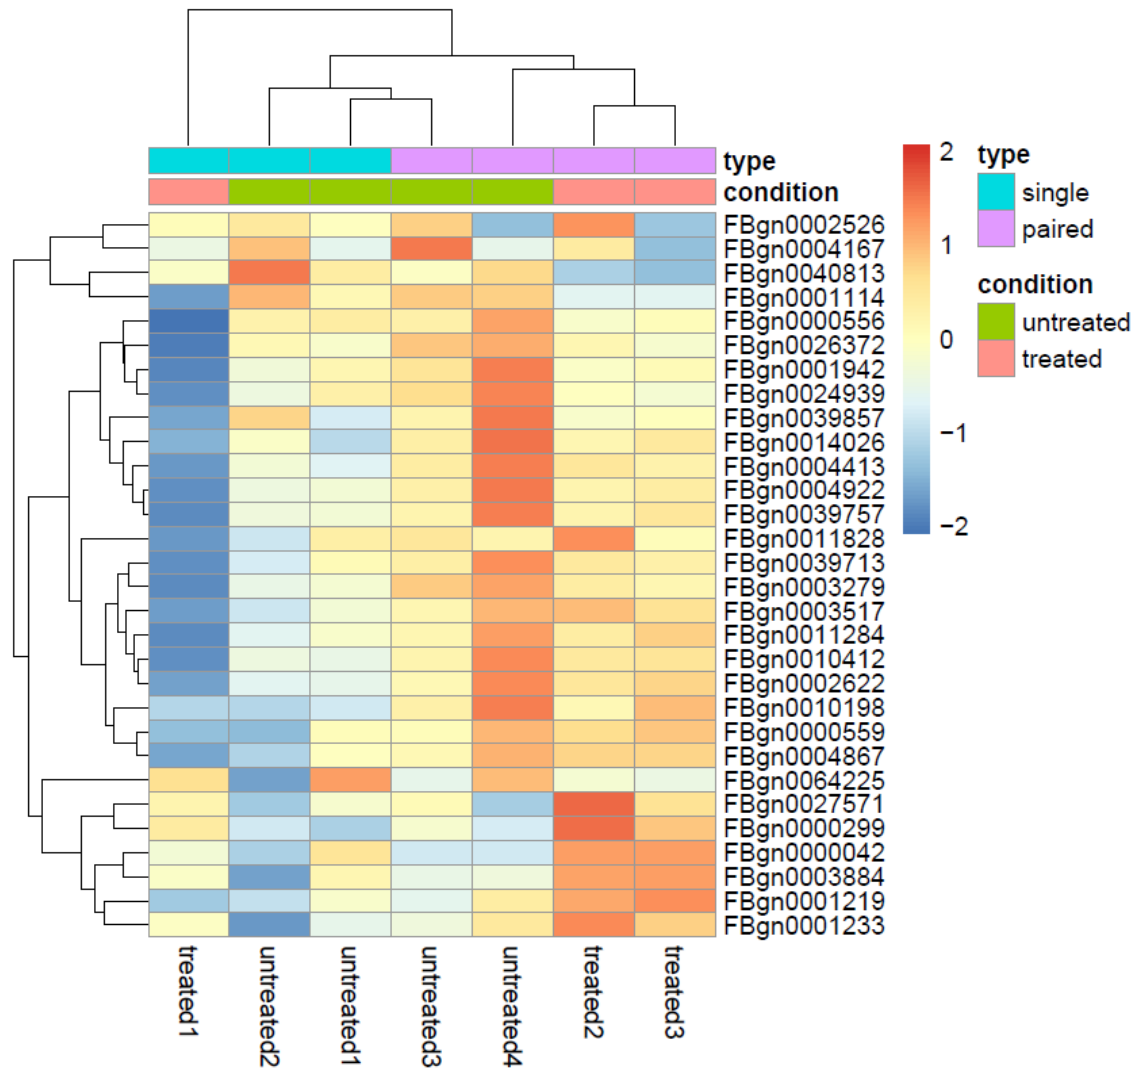 type
condition
FBgn0002526
FBgn0004167
FBgn0040813
FBgn0001114
FBgn0000556
FBgn0026372
FBgn0001942
FBgn0024939
FBgn0039857
FBgn0014026
FBgn0004413
FBgn0004922
FBgn0039757
FBgn0011828
FBgn0039713
FBgn0003279
FBgn0003517
FBgn0011284
FBgn0010412
FBgn0002622
FBgn0010198
FBgn0000559
FBgn0004867
FBgn0064225
FBgn0027571
FBgn0000299
FBgn0000042
FBgn0003884
FBgn0001219
FBgn0001233
treated1
untreated2
untreated1
untreated3
untreated4
treated2
treated3
2
1
0
−1
−2
type
single
paired
condition
untreated
treated